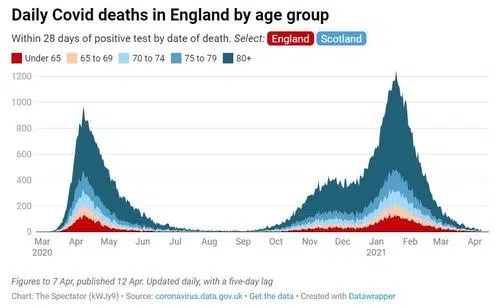 Daily Covid deaths in England by age group
Within 28 days of positive test by date of death. Select: England Scotland
Under 65 65 to 69 70 to 74 75 to 79 80+
1200
1000
800
600
400
200
0
Mar Apr May Jun Jul Aug Sep Oct Nov Dec Jan Feb Mar Apr
2020 2021
Figures to 7 Apr, published 12 Apr. Updated daily, with a five-day lag
Chart: The Spectator (kWJy9) • Source: coronavirus.data.gov.uk • Get the data • Created with Datawrapper